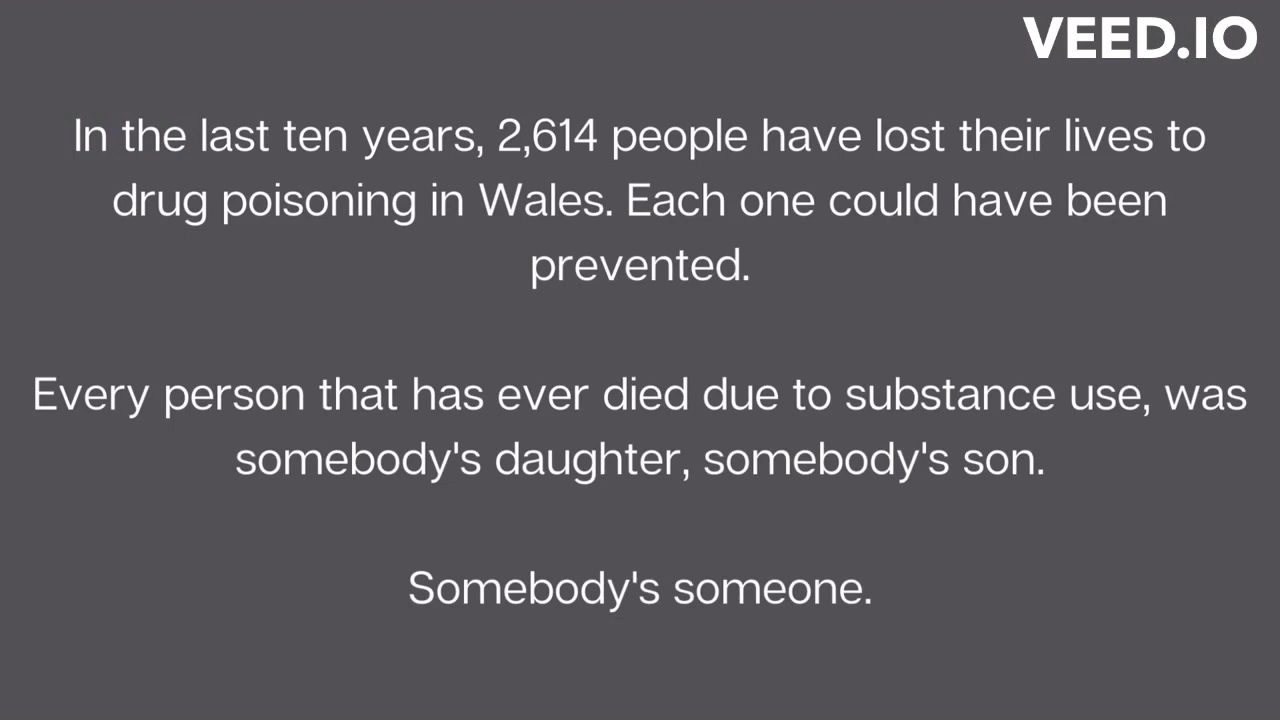 VEED.IO
In the last ten years, 2,614 people have lost their lives to
drug poisoning in Wales. Each one could have been
prevented.
Every person that has ever died due to substance use, was
somebody's daughter, somebody's son.
Somebody's someone.